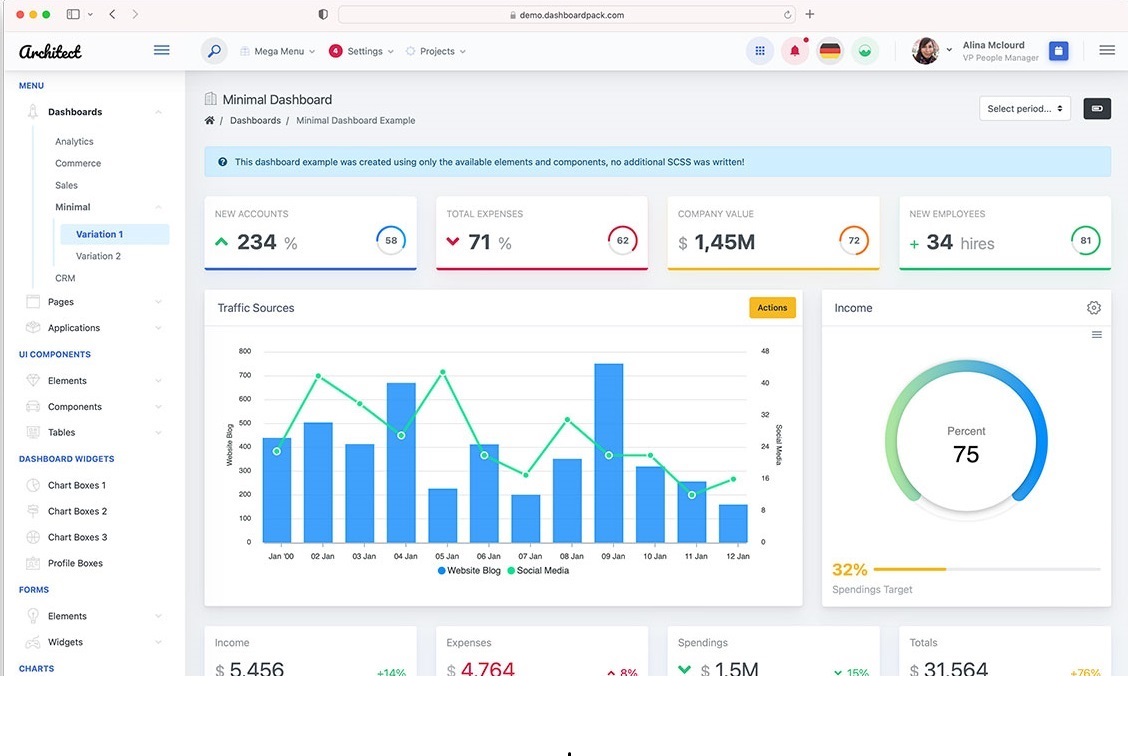 demo.dashboardpack.com
Architect
Mega Menu
4 Settings
Projects
Alina Mclourd
VP People Manager
MENU
Dashboards
Analytics
Commerce
Sales
Minimal
Variation 1
Variation 2
CRM
Pages
Applications
UI COMPONENTS
Elements
Components
Tables
DASHBOARD WIDGETS
Chart Boxes 1
Chart Boxes 2
Chart Boxes 3
Profile Boxes
FORMS
Elements
Widgets
CHARTS
Minimal Dashboard
/ Dashboards / Minimal Dashboard Example
Select period...
This dashboard example was created using only the available elements and components, no additional SCSS was written!
NEW ACCOUNTS
234 %
58
TOTAL EXPENSES
71 %
62
COMPANY VALUE
$ 1,45M
72
NEW EMPLOYEES
+ 34 hires
81
Traffic Sources
Actions
800
700
600
500
400
300
200
100
0
Website Blog
48
40
32
24
16
8
0
Social Media
Jan '00 02 Jan 03 Jan 04 Jan 05 Jan 06 Jan 07 Jan 08 Jan 09 Jan 10 Jan 11 Jan 12 Jan
Website Blog Social Media
Income
Percent
75
32%
Spendings Target
Income
$ 5,456
+14%
Expenses
$ 4,764
8%
Spendings
$ 1.5M
15%
Totals
$ 31,564
+76%